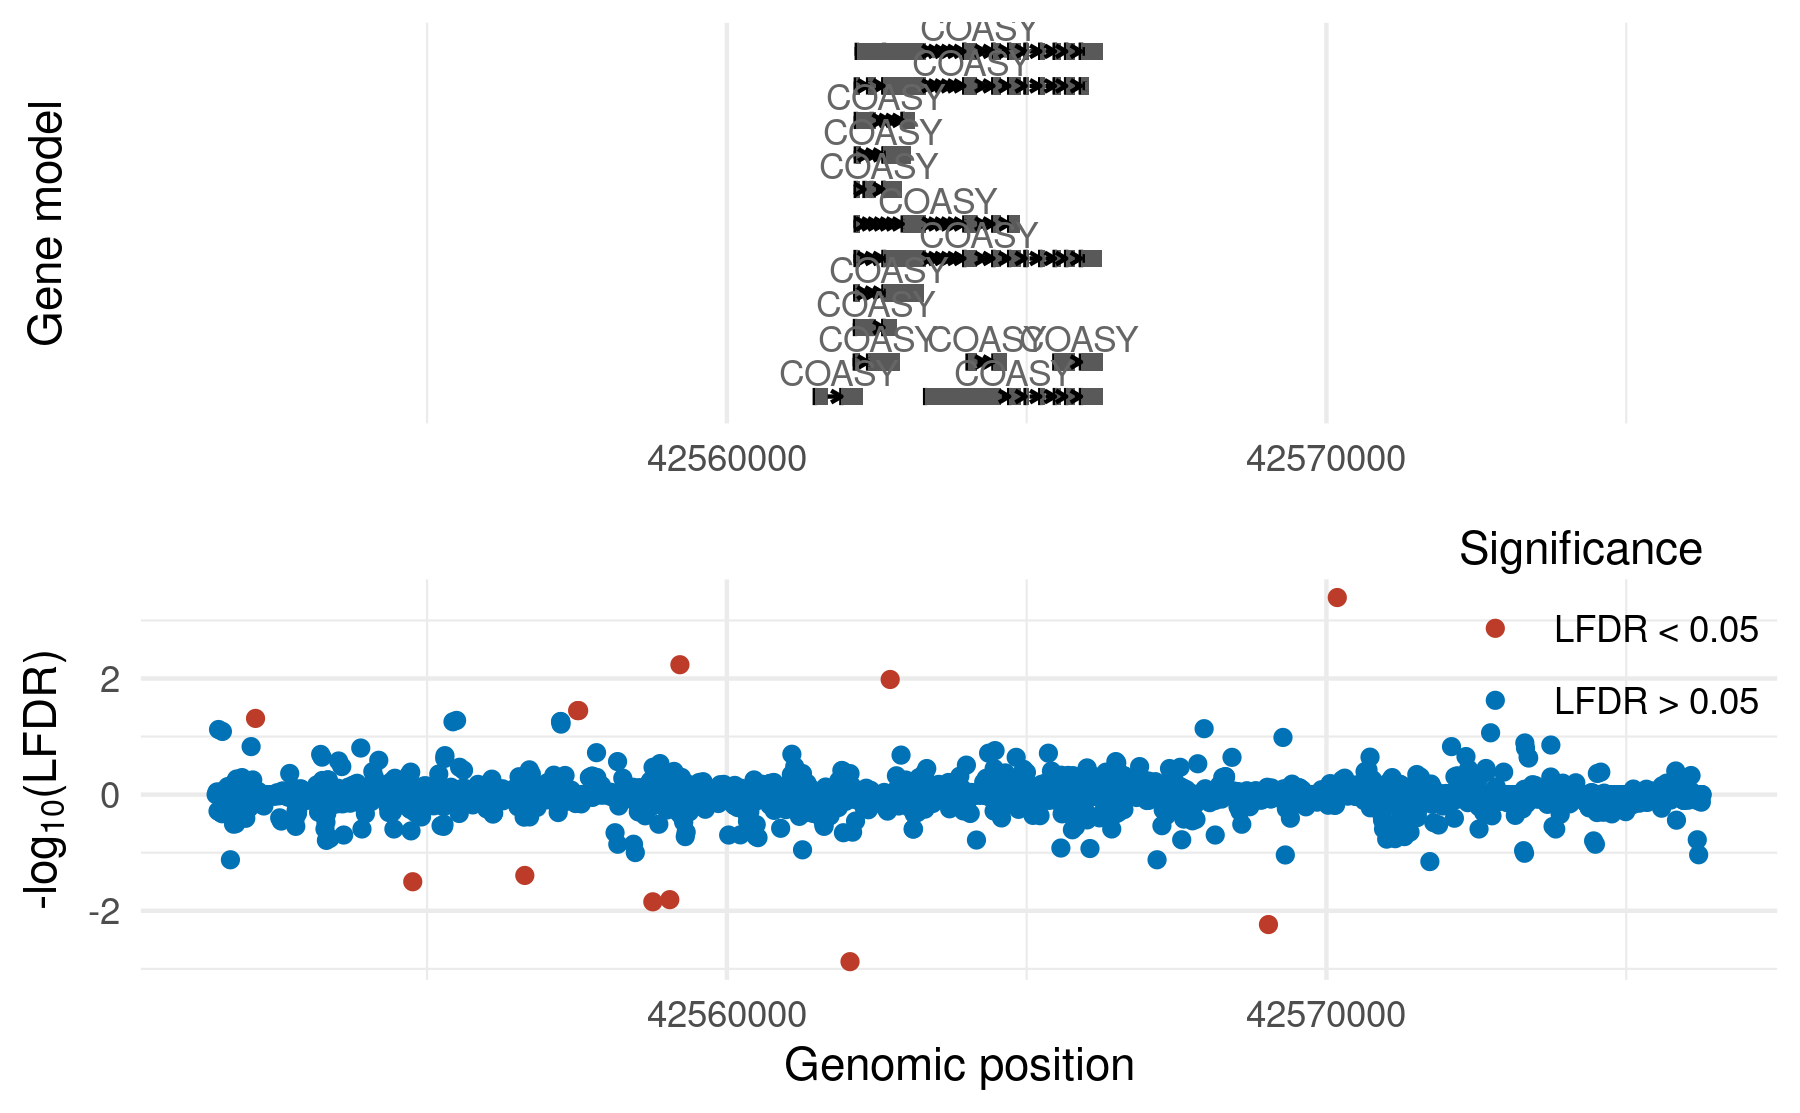 Gene model
COASY
COASY
COASY
COASY
COASY
COASY
COASY
COASY
COASY
COASY COASY COASY
COASY COASY
42560000 42570000
Significance
LFDR < 0.05
LFDR > 0.05
-log10(LFDR)
2
0
-2
42560000 42570000
Genomic position